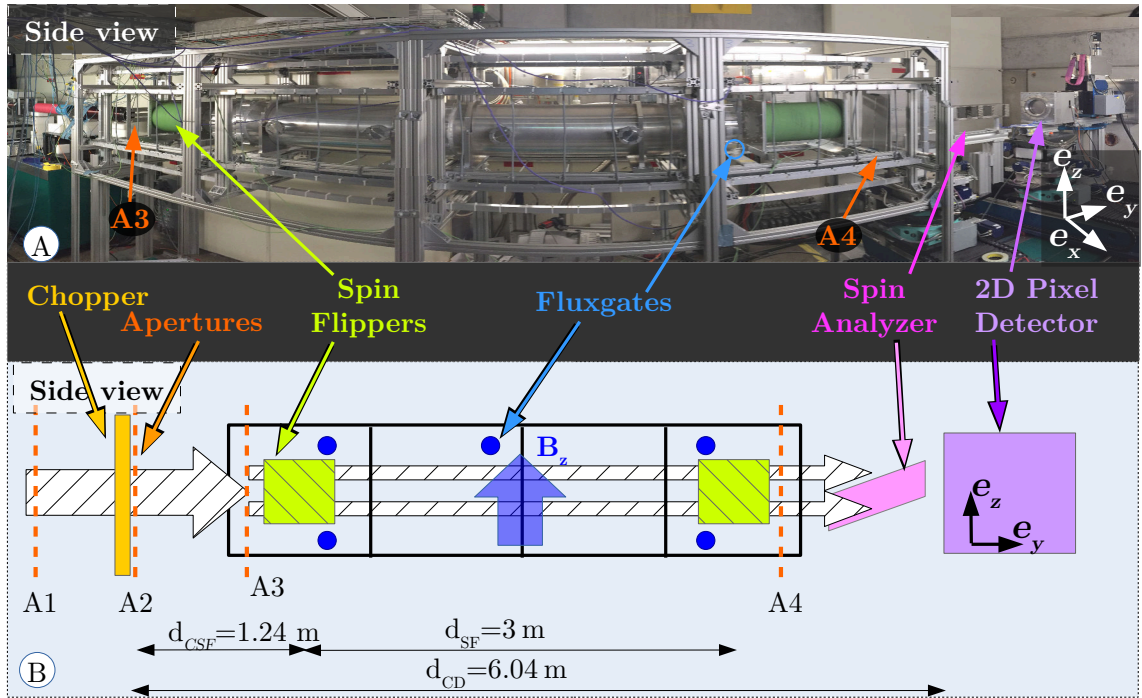 Side view
A3
A4
e_z
e_y
e_x
A
Chopper
Apertures
Spin
Flippers
Fluxgates
Spin
Analyzer
2D Pixel
Detector
Side view
B_z
e_z
e_y
A1
A2
A3
A4
d_CSF=1.24 m
d_SF=3 m
d_CD=6.04 m
B